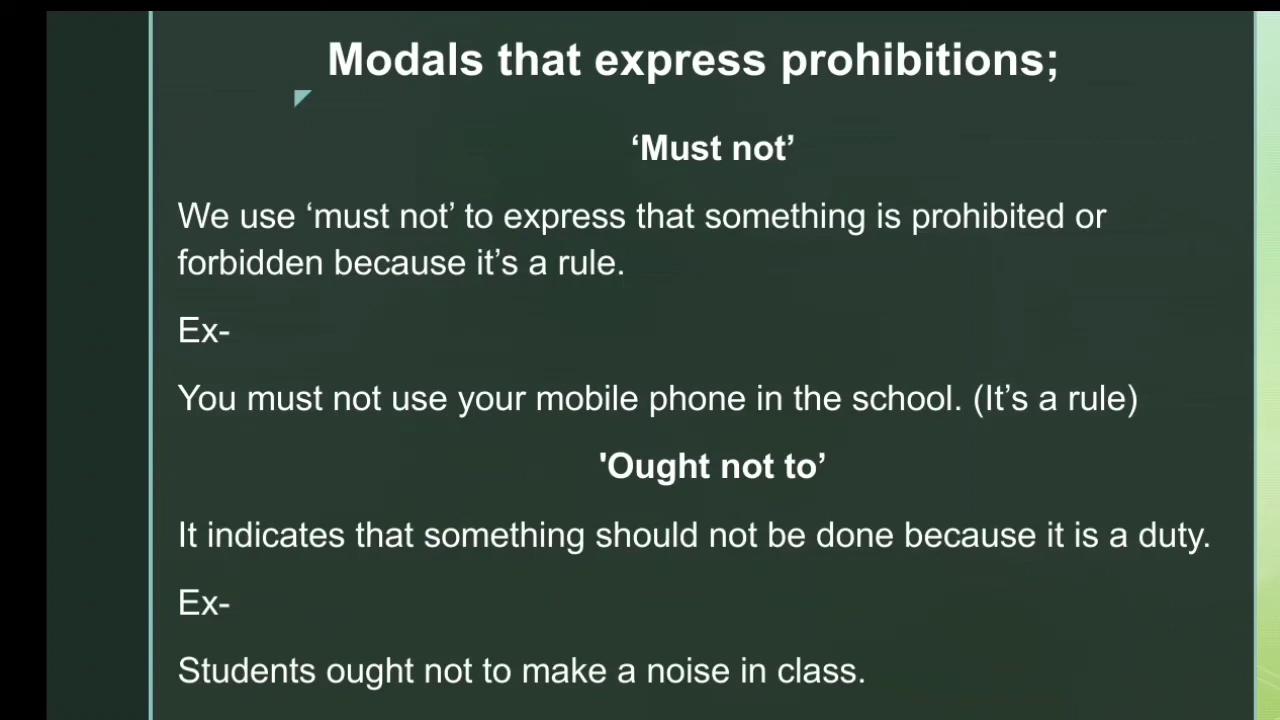 Modals that express prohibitions;
‘Must not’
We use ‘must not’ to express that something is prohibited or
forbidden because it’s a rule.
Ex-
You must not use your mobile phone in the school. (It’s a rule)
'Ought not to’
It indicates that something should not be done because it is a duty.
Ex-
Students ought not to make a noise in class.